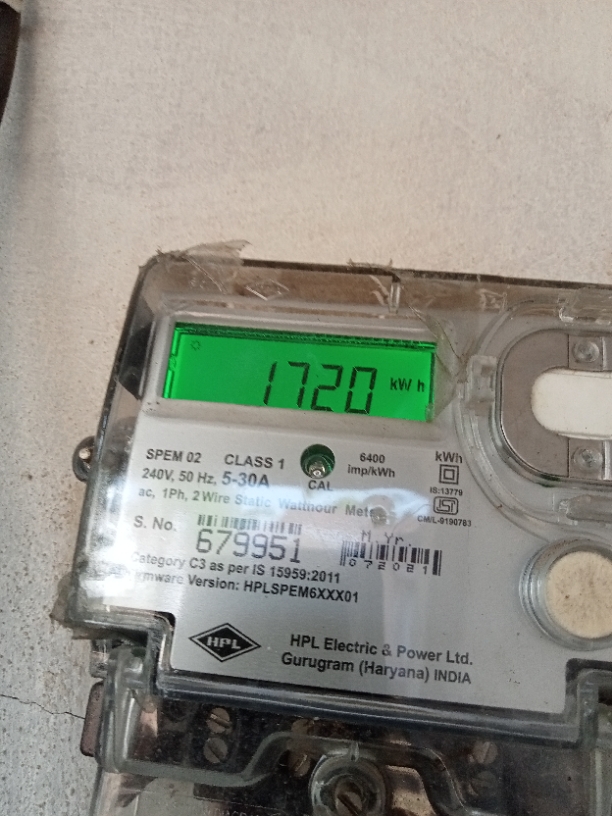 1720 kWh
SPEM 02 CLASS 1 6400 imp/kWh kWh
240V, 50 Hz, 5-30A CAL IS:13779
ac, 1Ph, 2 Wire Static Watthour Meter CM/L-9190783
S. No. 679951 M. Yr. 072021
Category C3 as per IS 15959:2011
Firmware Version: HPLSPEM6XXX01
HPL HPL Electric & Power Ltd.
Gurugram (Haryana) INDIA